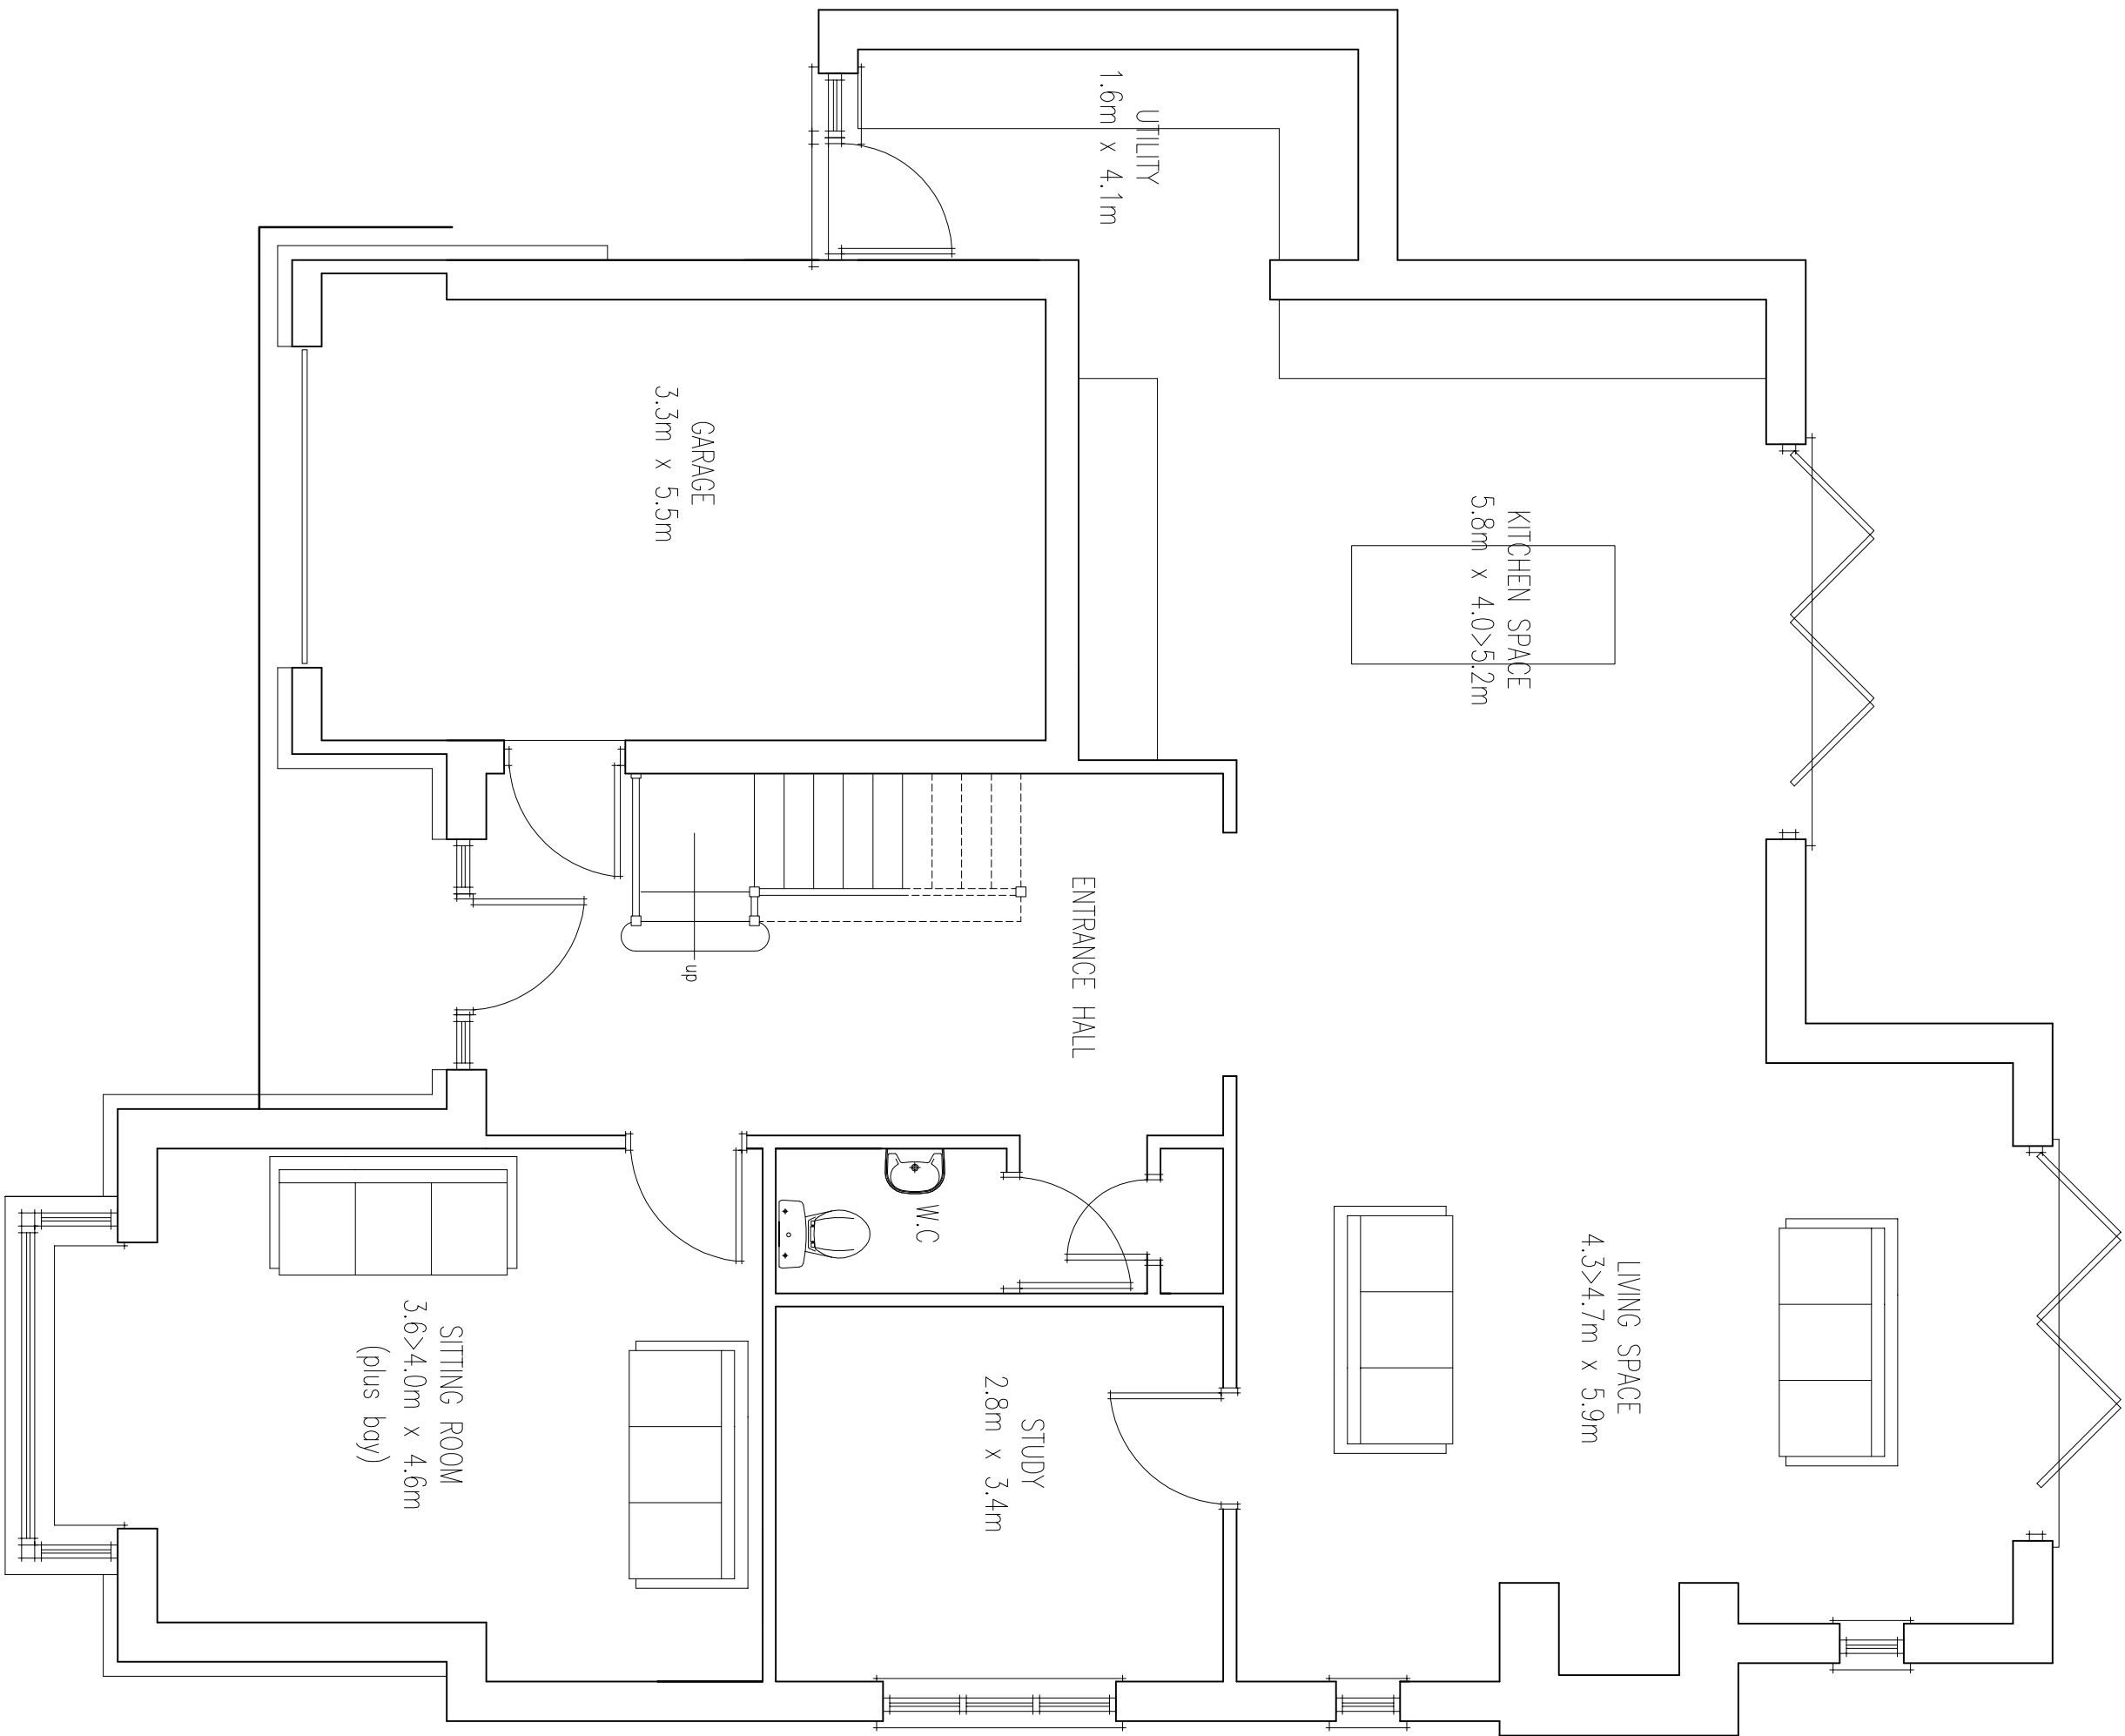 UTILITY
1.6m x 4.1m
KITCHEN SPACE
5.8m x 4.0>5.2m
GARAGE
3.3m x 5.5m
ENTRANCE HALL
up
LIVING SPACE
4.3>4.7m x 5.9m
W.C
STUDY
2.8m x 3.4m
SITTING ROOM
3.6>4.0m x 4.6m
(plus bay)